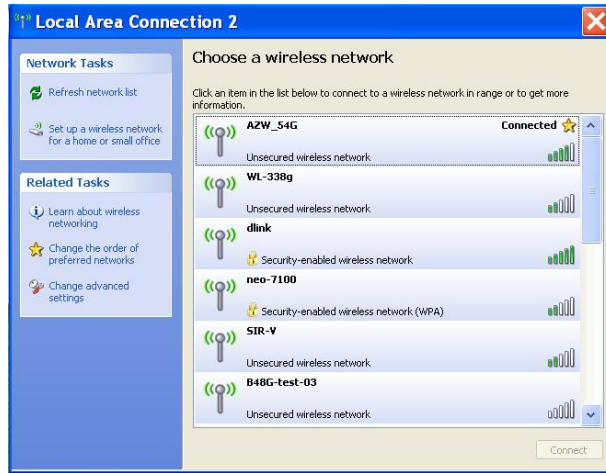 Local Area Connection 2
Network Tasks
Refresh network list
Set up a wireless network
for a home or small office
Related Tasks
Learn about wireless
networking
Change the order of
preferred networks
Change advanced
settings
Choose a wireless network
Click an item in the list below to connect to a wireless network in range or to get more
information.
AZW_54G Connected
Unsecured wireless network
WL-338g
Unsecured wireless network
dlink
Security-enabled wireless network
neo-7100
Security-enabled wireless network (WPA)
SIR-V
Unsecured wireless network
B48G-test-03
Unsecured wireless network
Connect